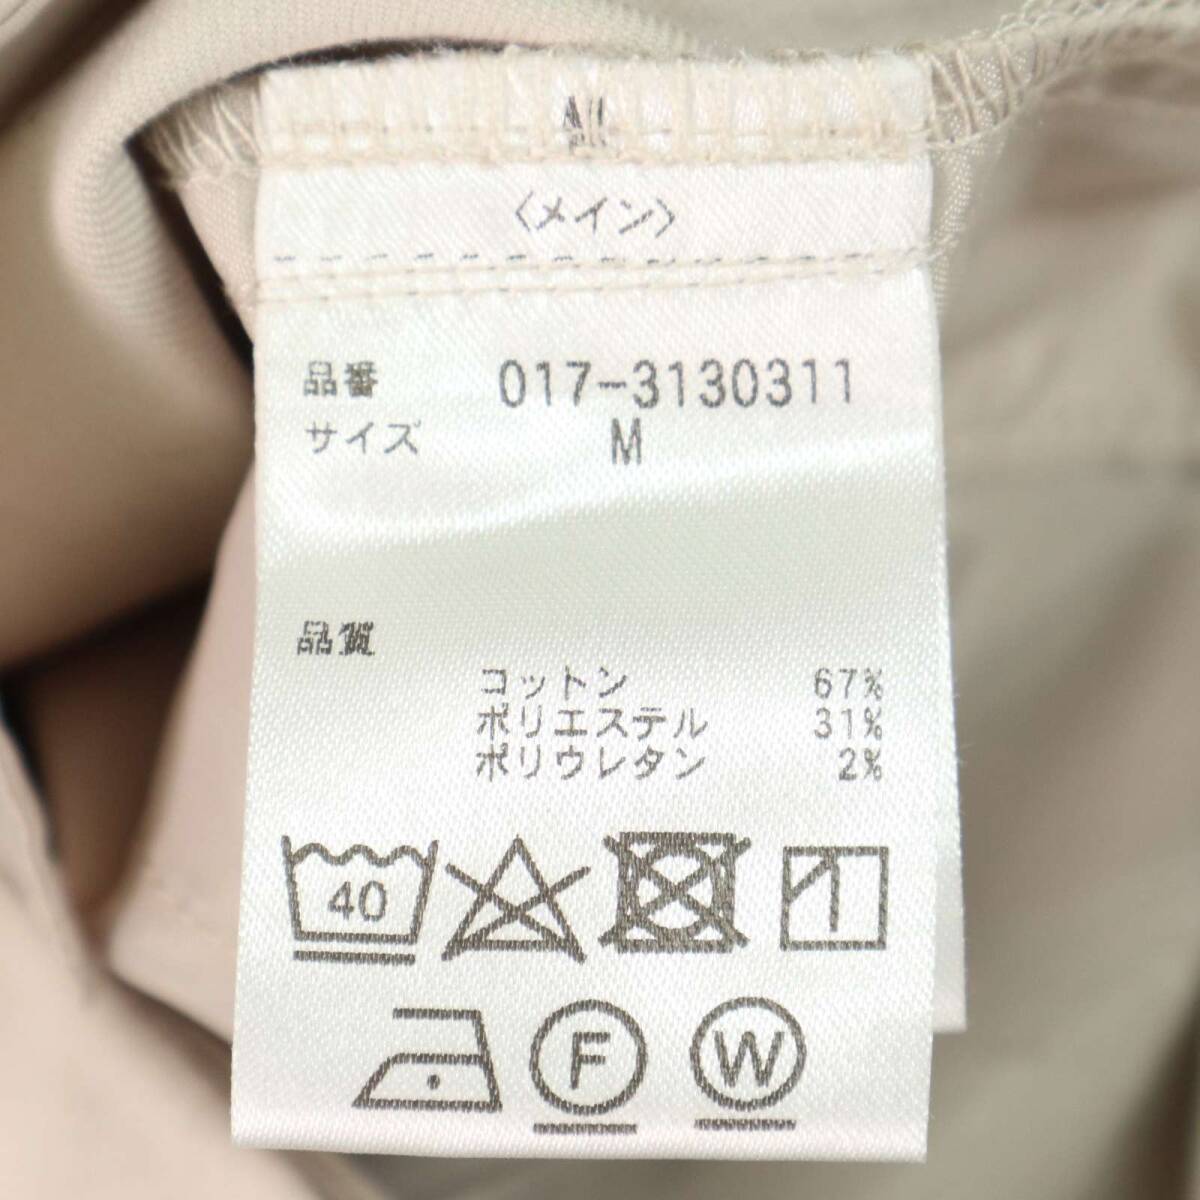 〈メイン〉
品番 017-3130311
サイズ M
品質
コットン 67%
ポリエステル 31%
ポリウレタン 2%
40
F W